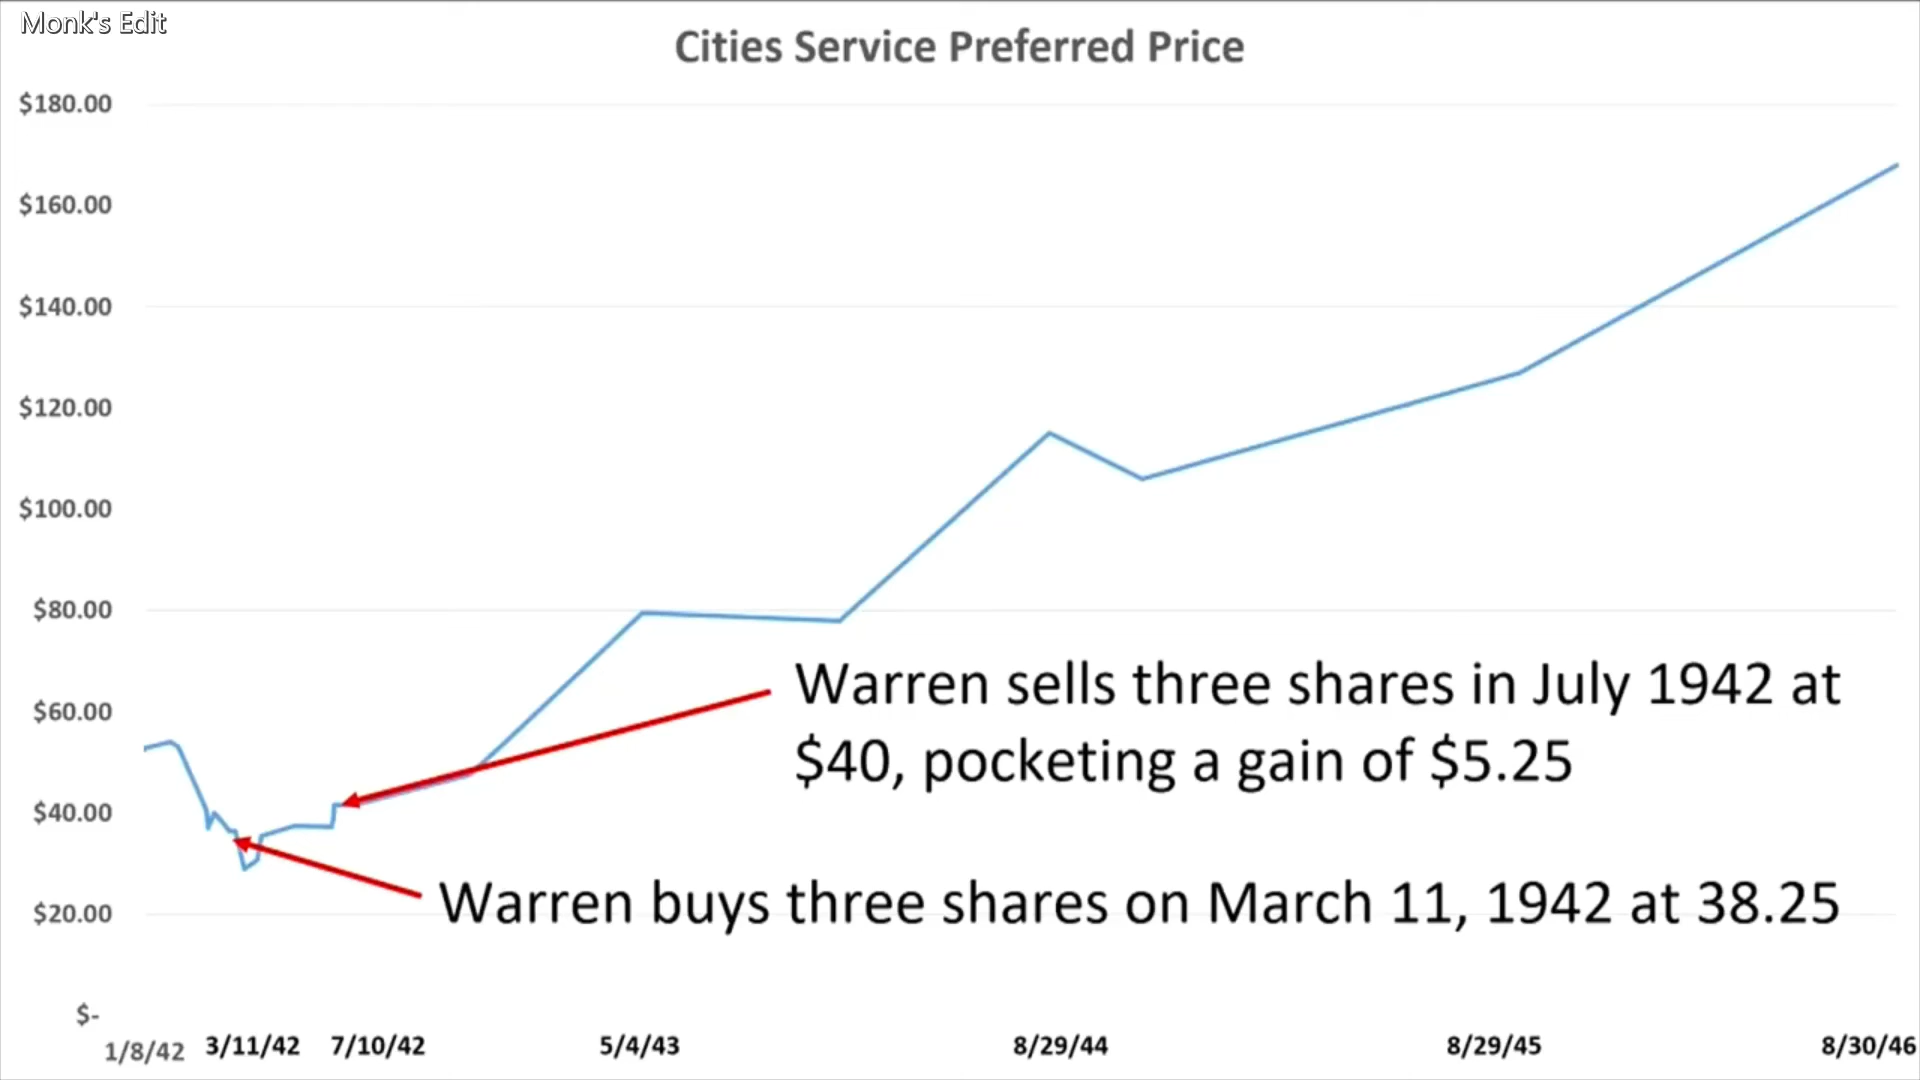 Monk's Edit
Cities Service Preferred Price
$180.00
$160.00
$140.00
$120.00
$100.00
$80.00
$60.00
$40.00
$20.00
$-
Warren sells three shares in July 1942 at
$40, pocketing a gain of $5.25
Warren buys three shares on March 11, 1942 at 38.25
1/8/42 3/11/42 7/10/42 5/4/43 8/29/44 8/29/45 8/30/46